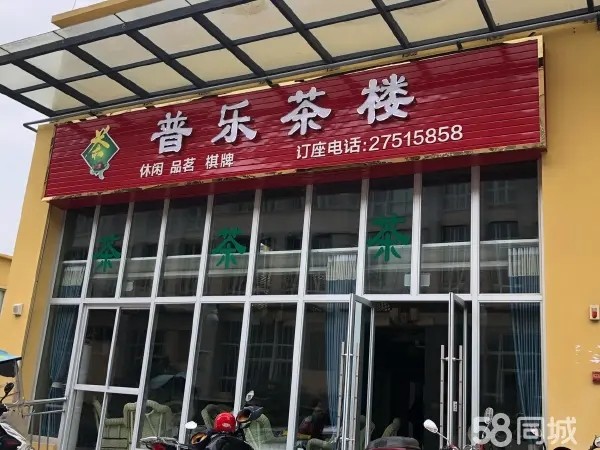 茶
普乐茶楼
休闲 品茗 棋牌
订座电话:27515858
茶 茶 茶
58同城